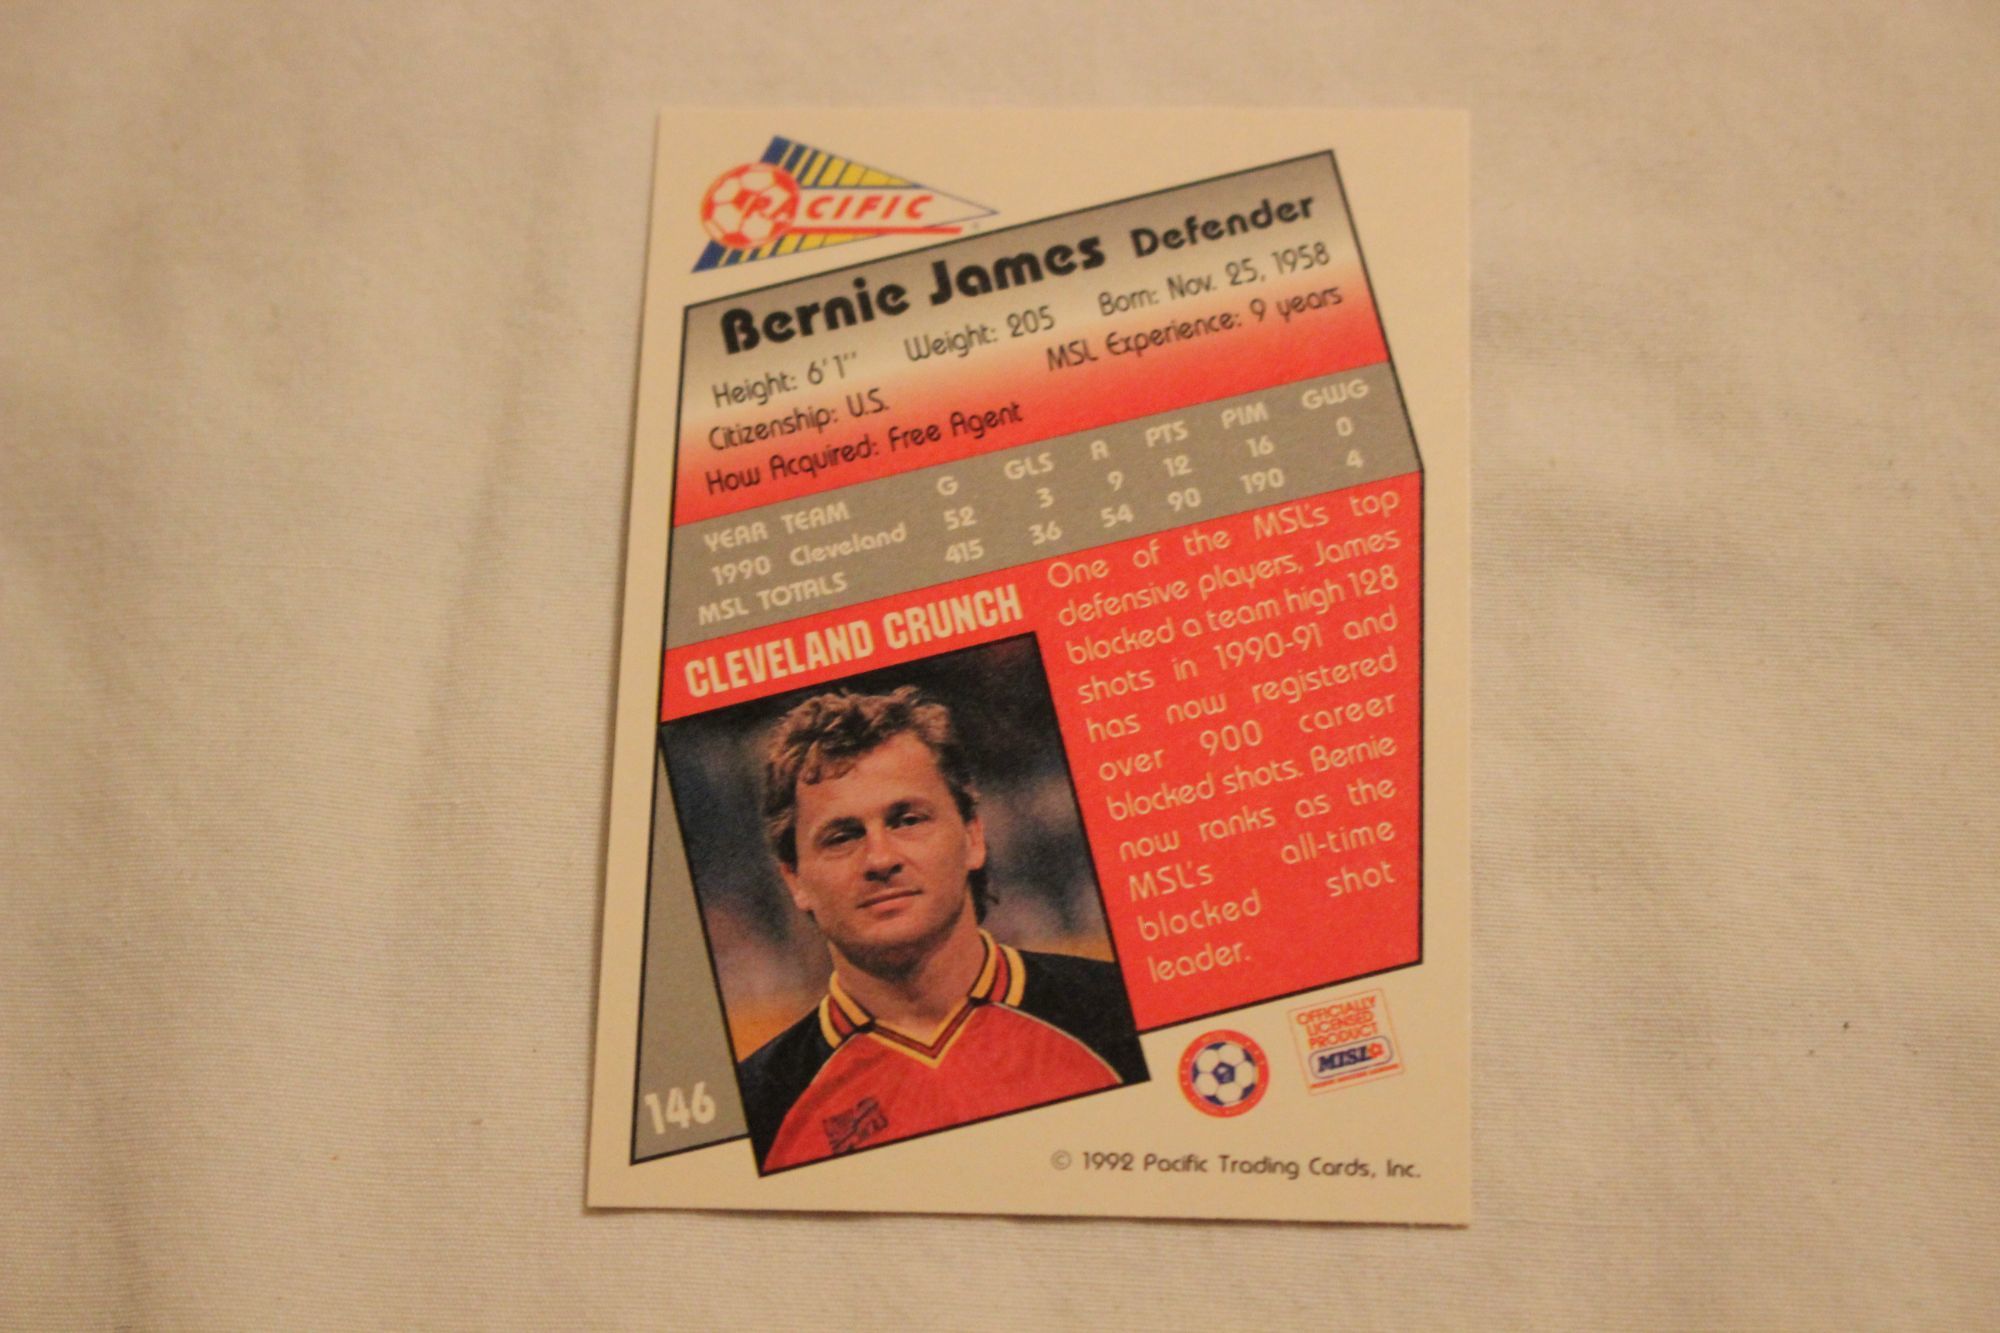 PACIFIC
Bernie James Defender
Height: 6'1" Weight: 205 Born: Nov. 25, 1958
Citizenship: U.S. MSL Experience: 9 years
How Acquired: Free Agent
YEAR TEAM G GLS A PTS PIM GWG
1990 Cleveland 52 3 9 12 16 0
MSL TOTALS 415 36 54 90 190 4
CLEVELAND CRUNCH
One of the MSL's top
defensive players, James
blocked a team high 128
shots in 1990-91 and
has now registered
over 900 career
blocked shots. Bernie
now ranks as the
MSL's all-time
blocked shot
leader.
146
OFFICIALLY
LICENSED
PRODUCT
MISL
© 1992 Pacific Trading Cards, Inc.